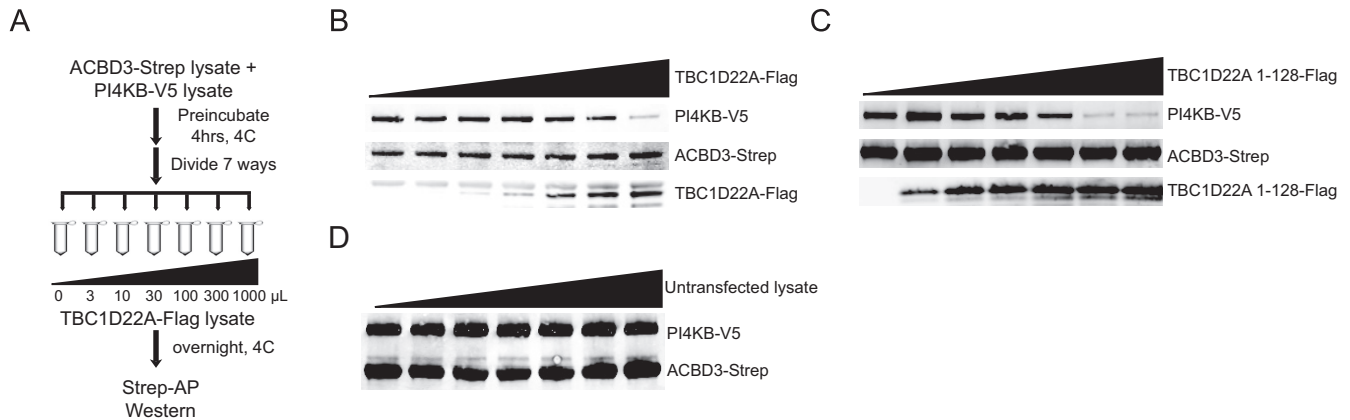 A
ACBD3-Strep lysate +
PI4KB-V5 lysate
Preincubate
4hrs, 4C
Divide 7 ways
0 3 10 30 100 300 1000 µL
TBC1D22A-Flag lysate
overnight, 4C
Strep-AP
Western
B
TBC1D22A-Flag
PI4KB-V5
ACBD3-Strep
TBC1D22A-Flag
C
TBC1D22A 1-128-Flag
PI4KB-V5
ACBD3-Strep
TBC1D22A 1-128-Flag
D
Untransfected lysate
PI4KB-V5
ACBD3-Strep